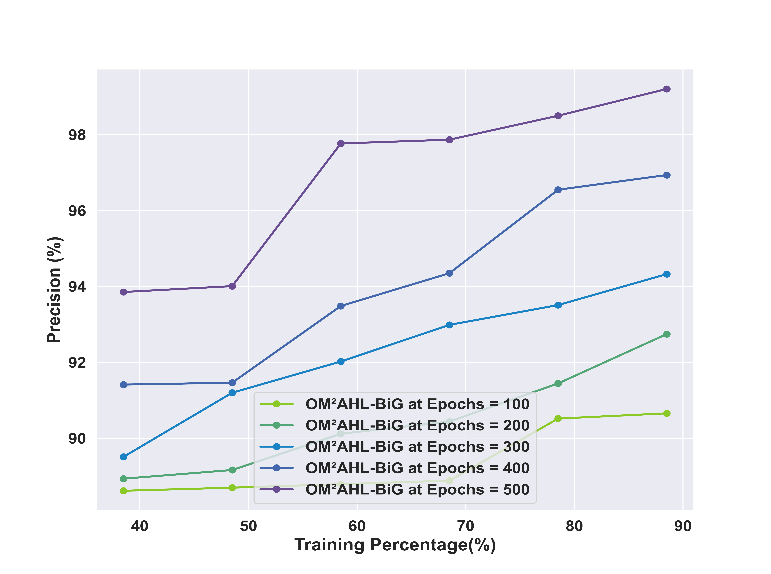 98
96
94
92
90
Precision (%)
OM²AHL-BiG at Epochs = 100
OM²AHL-BiG at Epochs = 200
OM²AHL-BiG at Epochs = 300
OM²AHL-BiG at Epochs = 400
OM²AHL-BiG at Epochs = 500
40 50 60 70 80 90
Training Percentage(%)